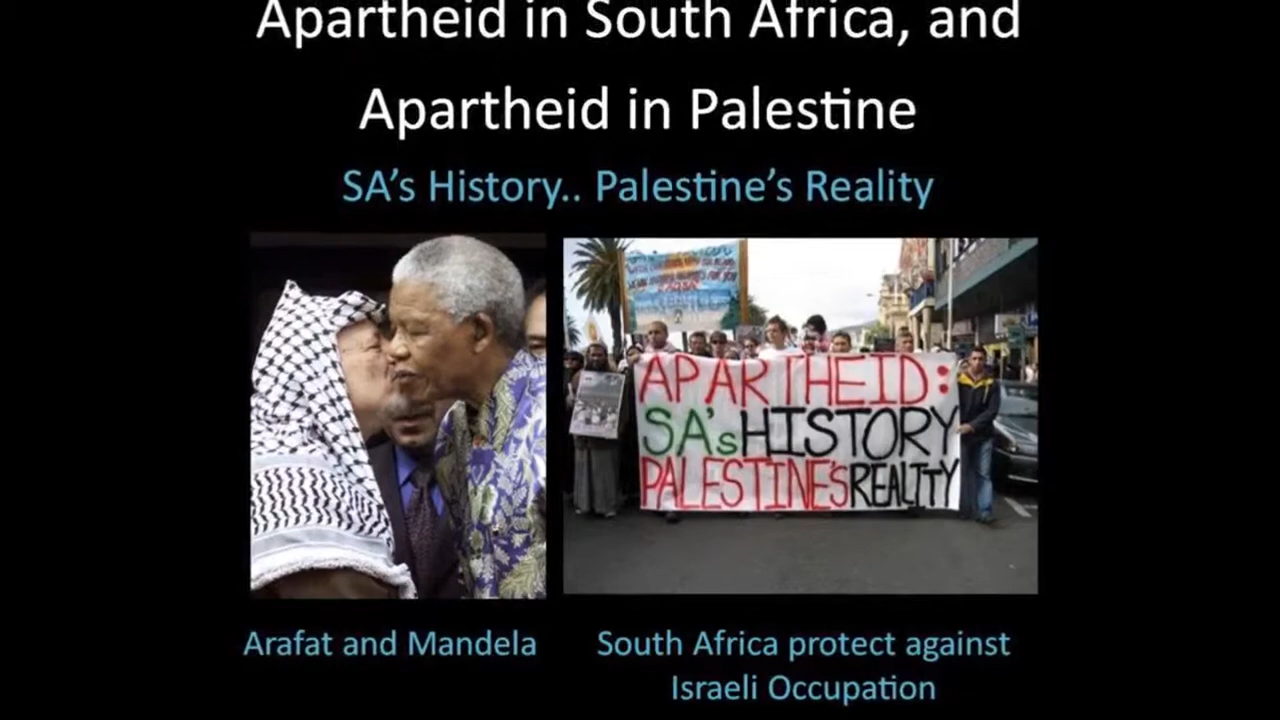 Apartheid in South Africa, and
Apartheid in Palestine
SA's History.. Palestine's Reality
APARTHEID:
SA's HISTORY
PALESTINE'S REALITY
Arafat and Mandela
South Africa protect against
Israeli Occupation